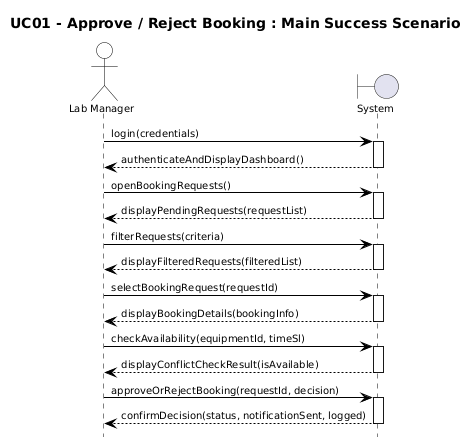 UC01 - Approve / Reject Booking : Main Success Scenario
Lab Manager
System
login(credentials)
authenticateAndDisplayDashboard()
openBookingRequests()
displayPendingRequests(requestList)
filterRequests(criteria)
displayFilteredRequests(filteredList)
selectBookingRequest(requestId)
displayBookingDetails(bookingInfo)
checkAvailability(equipmentId, timeSl)
displayConflictCheckResult(isAvailable)
approveOrRejectBooking(requestId, decision)
confirmDecision(status, notificationSent, logged)